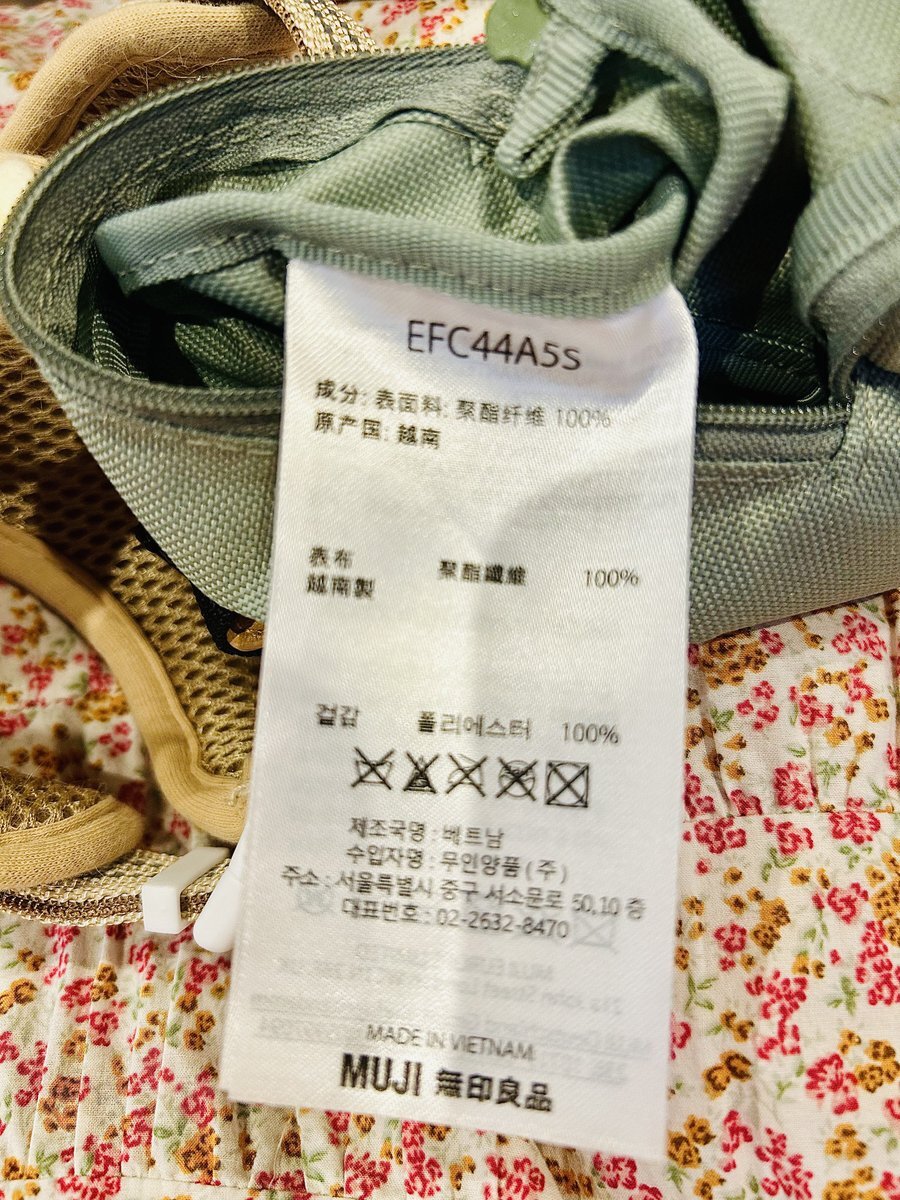 EFC44A5s
成分: 表面料: 聚酯纤维 100%
原产国: 越南
表布 聚酯纖維 100%
越南製
겉감 폴리에스터 100%
제조국명 : 베트남
수입자명 : 무인양품 (주)
주소 : 서울특별시 중구 서소문로 50,10 층
대표번호 : 02-2632-8470
MADE IN VIETNAM
MUJI 無印良品